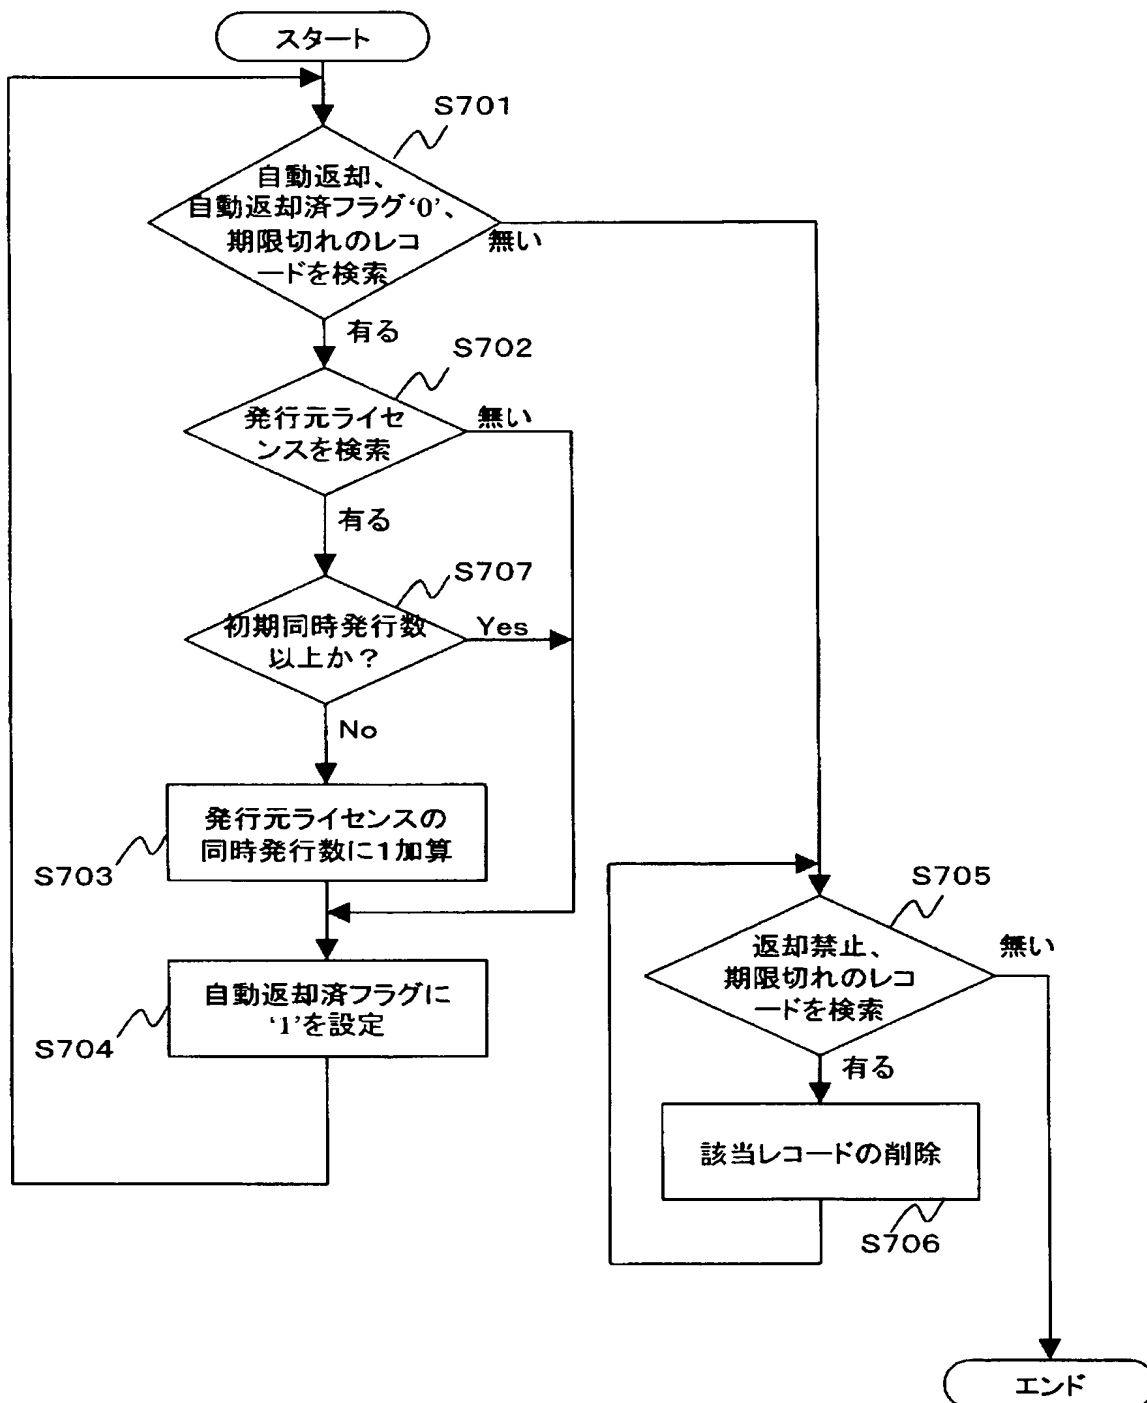 スタート
S701
自動返却、
自動返却済フラグ‘0’、
期限切れのレコ
ードを検索
無い
有る
S702
発行元ライセ
ンスを検索
無い
有る
S707
初期同時発行数
以上か？
Yes
No
発行元ライセンスの
同時発行数に1加算
S703
自動返却済フラグに
‘1’を設定
S704
S705
返却禁止、
期限切れのレコ
ードを検索
無い
有る
該当レコードの削除
S706
エンド